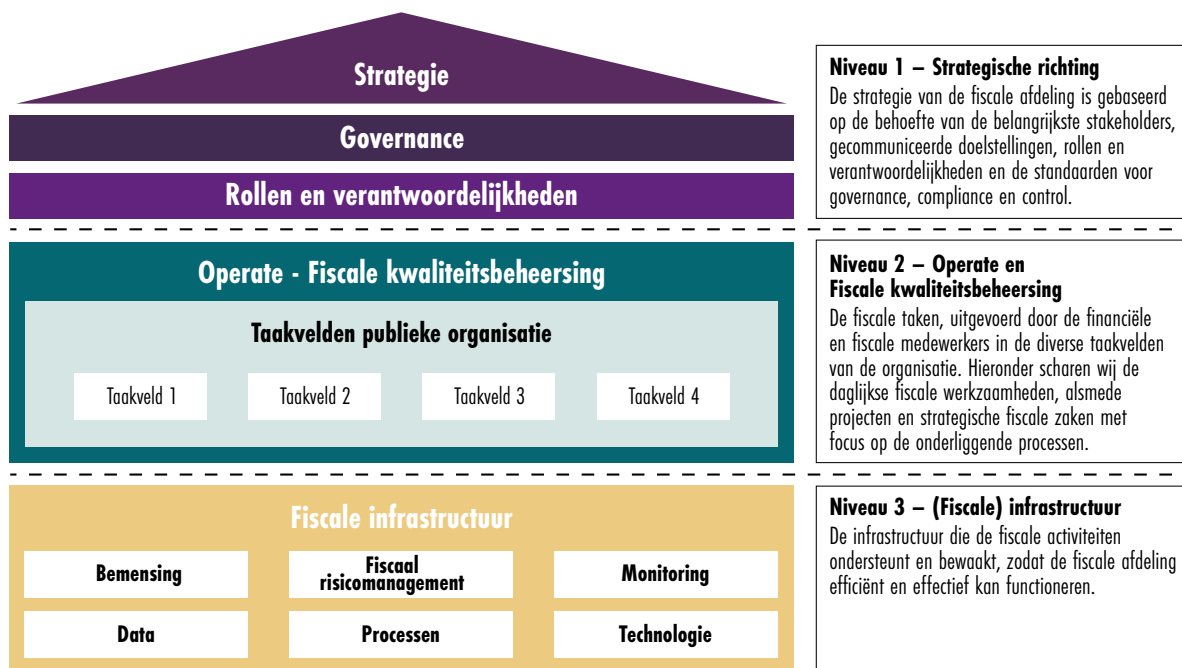 Strategie
Governance
Rollen en verantwoordelijkheden
Niveau 1 – Strategische richting
De strategie van de fiscale afdeling is gebaseerd
op de behoefte van de belangrijkste stakeholders,
gecommuniceerde doelstellingen, rollen en
verantwoordelijkheden en de standaarden voor
governance, compliance en control.
Operate - Fiscale kwaliteitsbeheersing
Taakvelden publieke organisatie
Taakveld 1
Taakveld 2
Taakveld 3
Taakveld 4
Niveau 2 – Operate en
Fiscale kwaliteitsbeheersing
De fiscale taken, uitgevoerd door de financiële
en fiscale medewerkers in de diverse taakvelden
van de organisatie. Hieronder scharen wij de
daglijkse fiscale werkzaamheden, alsmede
projecten en strategische fiscale zaken met
focus op de onderliggende processen.
Fiscale infrastructuur
Bemensing
Fiscaal
risicomanagement
Monitoring
Data
Processen
Technologie
Niveau 3 – (Fiscale) infrastructuur
De infrastructuur die de fiscale activiteiten
ondersteunt en bewaakt, zodat de fiscale afdeling
efficiënt en effectief kan functioneren.